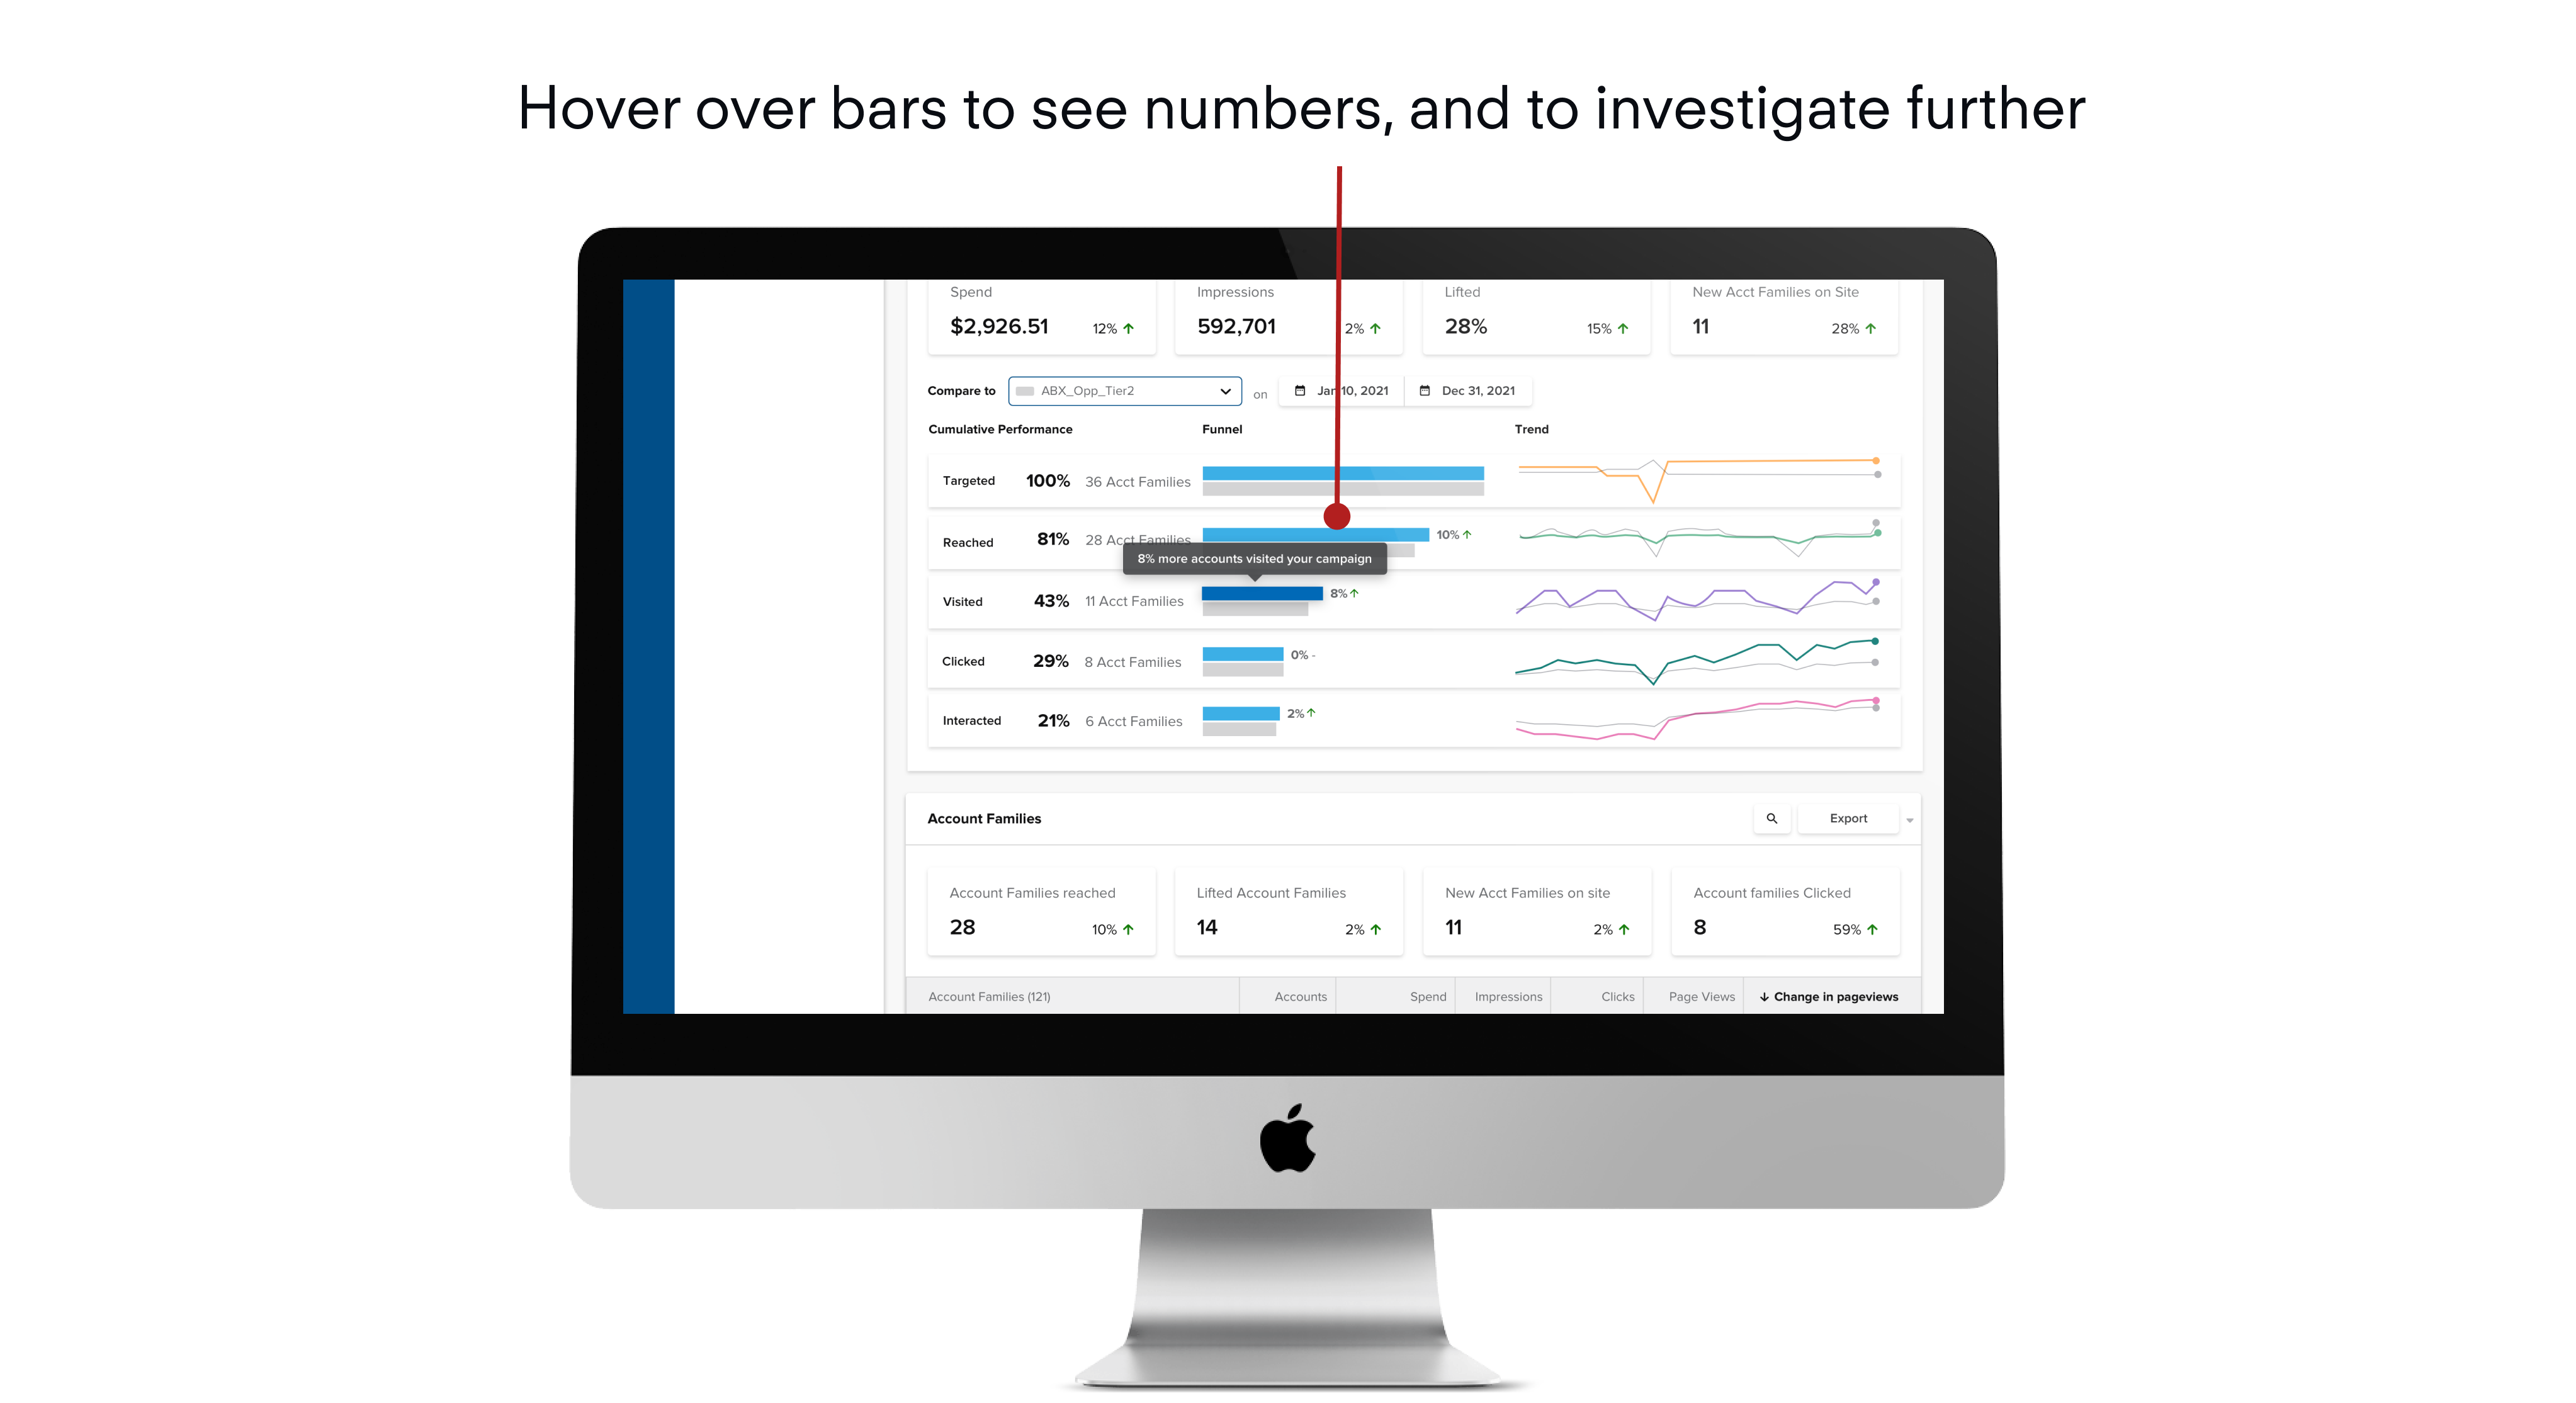 Hover over bars to see numbers, and to investigate further
Spend Impressions Lifted New Acct Families on Site
$2,926.51 12% 592,701 2% 28% 15% 11 28%
Compare to ABX_Opp_Tier2 on Jan 10, 2021 Dec 31, 2021
Cumulative Performance Funnel Trend
Targeted 100% 36 Acct Families
Reached 81% 28 Acct Families 10%
8% more accounts visited your campaign
Visited 43% 11 Acct Families 8%
Clicked 29% 8 Acct Families 0% -
Interacted 21% 6 Acct Families 2%
Account Families Export
Account Families reached Lifted Account Families New Acct Families on site Account families Clicked
28 10% 14 2% 11 2% 8 59%
Account Families (121) Accounts Spend Impressions Clicks Page Views Change in pageviews